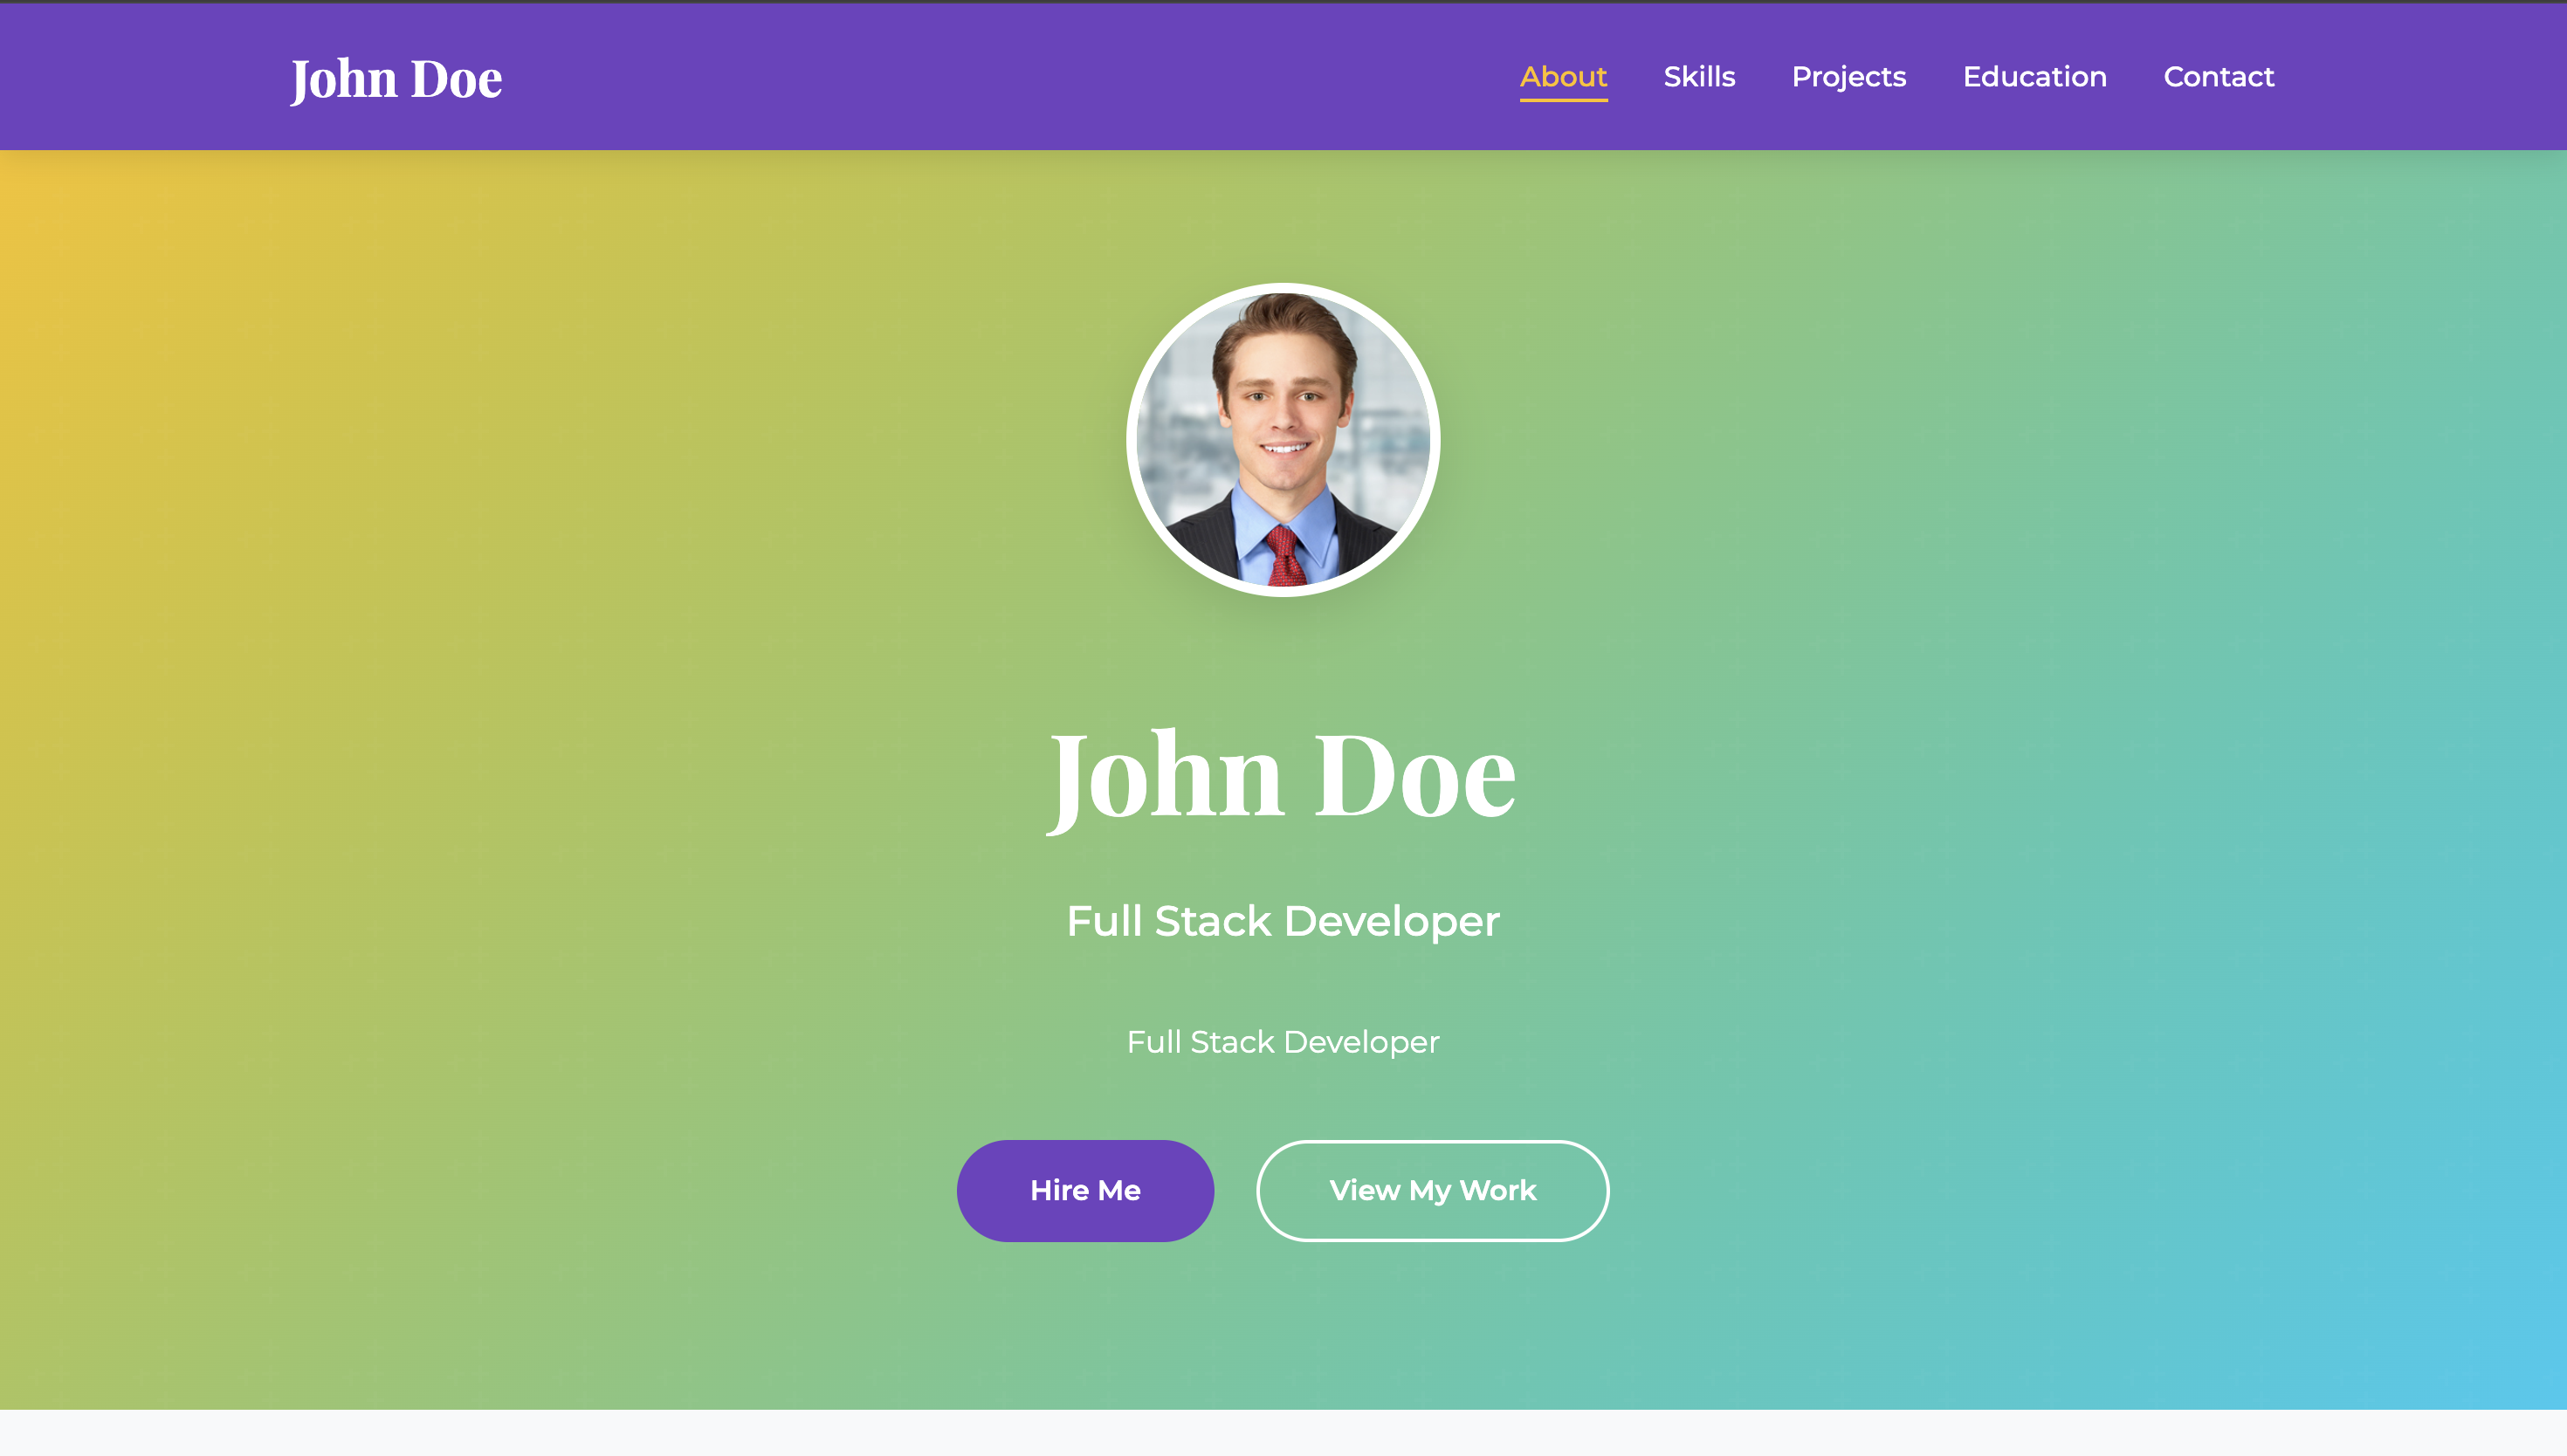 John Doe
About Skills Projects Education Contact
John Doe
Full Stack Developer
Full Stack Developer
Hire Me
View My Work